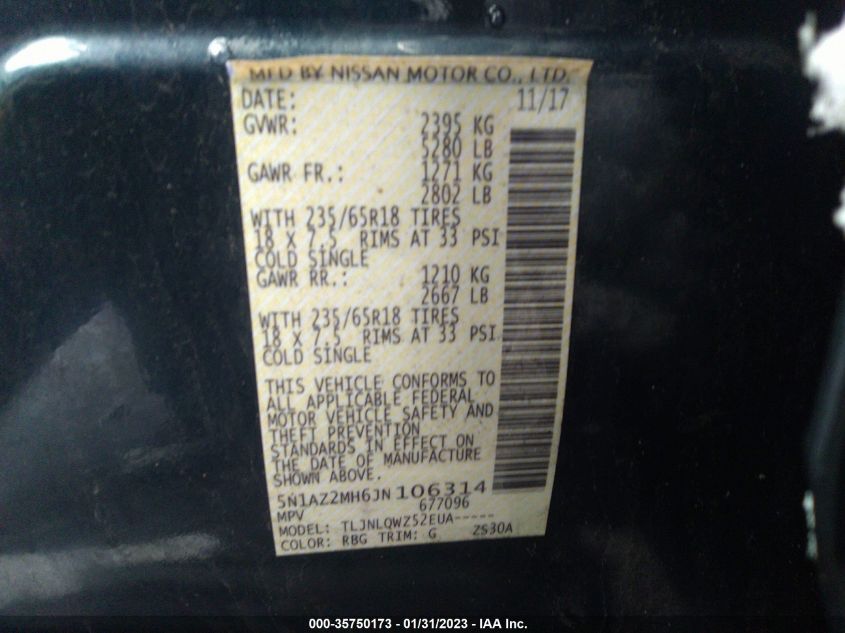 MFD BY NISSAN MOTOR CO., LTD.
DATE: 11/17
GVWR: 2395 KG
5280 LB
GAWR FR.: 1271 KG
2802 LB
WITH 235/65R18 TIRES
18 X 7.5 RIMS AT 33 PSI
COLD SINGLE
GAWR RR.: 1210 KG
2667 LB
WITH 235/65R18 TIRES
18 X 7.5 RIMS AT 33 PSI
COLD SINGLE
THIS VEHICLE CONFORMS TO
ALL APPLICABLE FEDERAL
MOTOR VEHICLE SAFETY AND
THEFT PREVENTION
STANDARDS IN EFFECT ON
THE DATE OF MANUFACTURE
SHOWN ABOVE.
5N1AZ2MH6JN106314
677096
MPV
MODEL: TLJNLQWZ52EUA-----
COLOR: RBG TRIM: G ZS30A
000-35750173 - 01/31/2023 - IAA Inc.